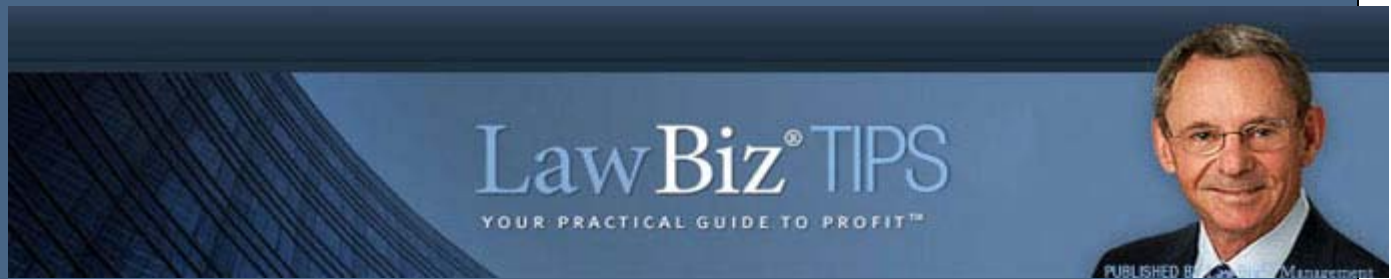 LawBiz® TIPS
YOUR PRACTICAL GUIDE TO PROFIT™
PUBLISHED Management